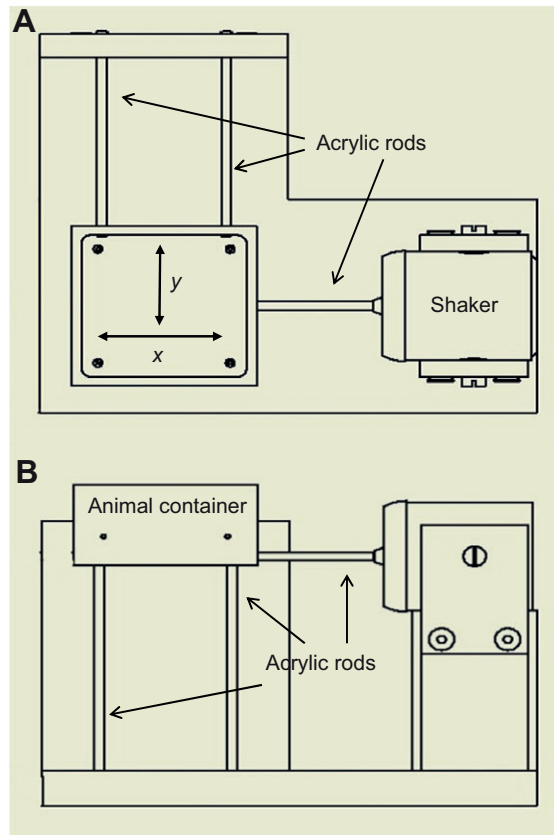 A
Acrylic rods
y
Shaker
x
B
Animal container
Acrylic rods